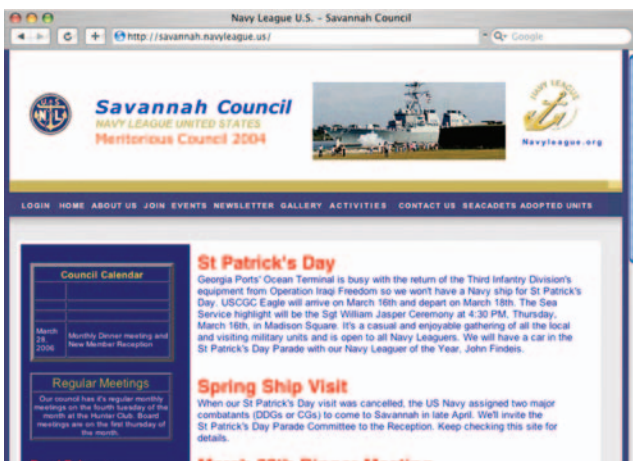 Navy League U.S. – Savannah Council
http://savannah.navyleague.us/
Google
Savannah Council
NAVY LEAGUE UNITED STATES
Meritorious Council 2004
NAVY LEAGUE
Navyleague.org
LOGIN HOME ABOUT US JOIN EVENTS NEWSLETTER GALLERY ACTIVITIES CONTACT US SEACADETS ADOPTED UNITS
Council Calendar
March
28,
2006
Monthly Dinner meeting and
New Member Reception
Regular Meetings
Our council has it's regular monthly
meetings on the fourth tuesday of the
month at the Hunter Club. Board
meetings are on the first thursday of
the month.
St Patrick's Day
Georgia Ports' Ocean Terminal is busy with the return of the Third Infantry Division's
equipment from Operation Iraqi Freedom so we won't have a Navy ship for St Patrick's
Day. USCGC Eagle will arrive on March 16th and depart on March 18th. The Sea
Service highlight will be the Sgt William Jasper Ceremony at 4:30 PM, Thursday,
March 16th, in Madison Square. It's a casual and enjoyable gathering of all the local
and visiting military units and is open to all Navy Leaguers. We will have a car in the
St Patrick's Day Parade with our Navy Leaguer of the Year, John Findeis.
Spring Ship Visit
When our St Patrick's Day visit was cancelled, the US Navy assigned two major
combatants (DDGs or CGs) to come to Savannah in late April. We'll invite the
St Patrick's Day Parade Committee to the Reception. Keep checking this site for
details.